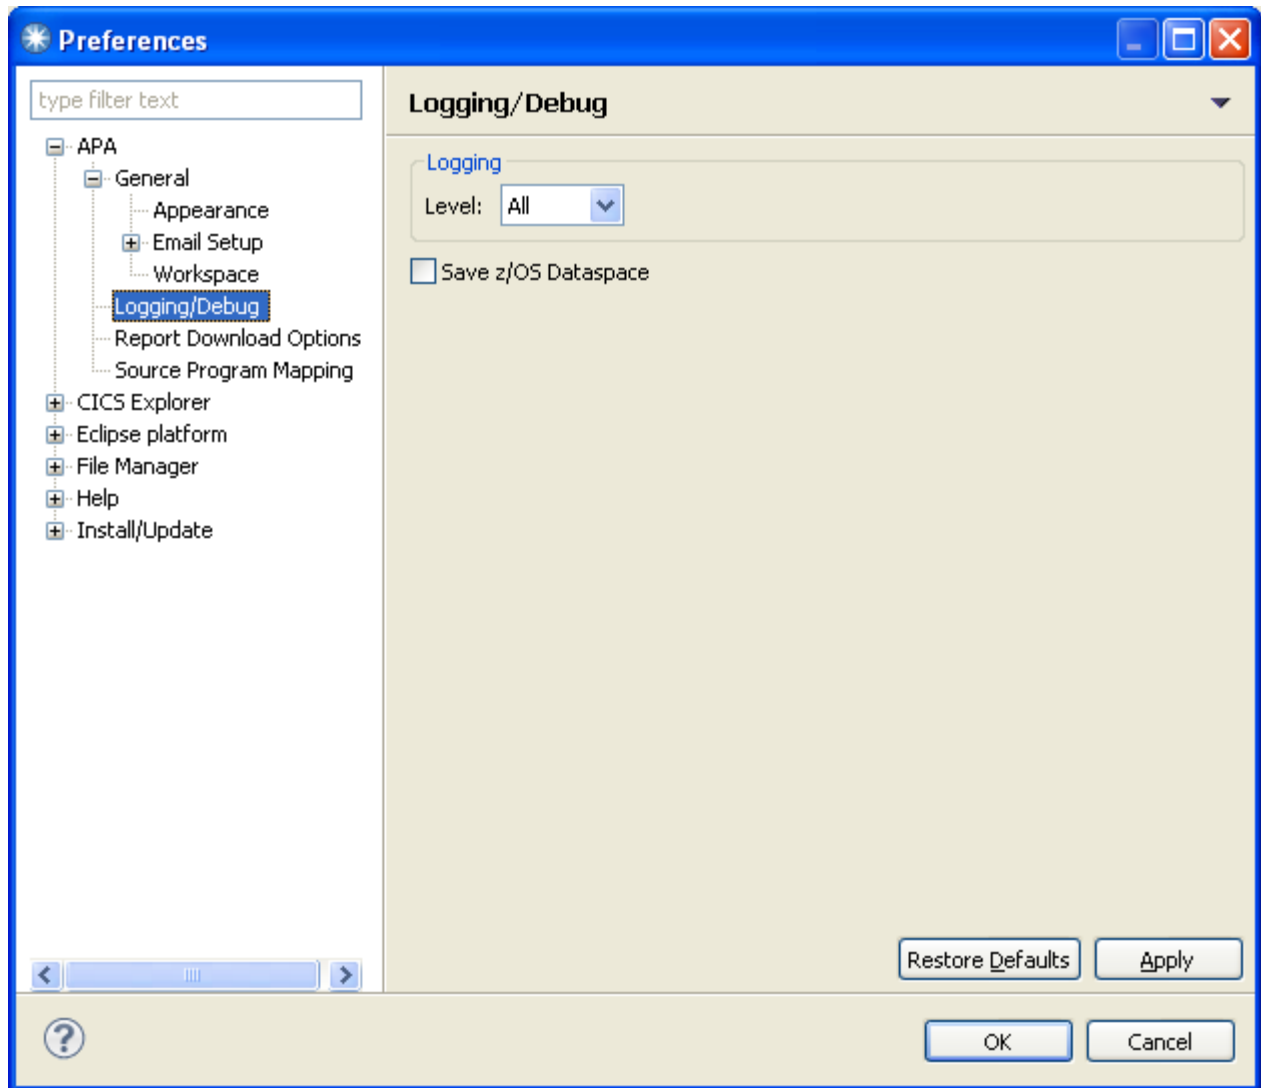 Preferences
type filter text
APA
General
Appearance
Email Setup
Workspace
Logging/Debug
Report Download Options
Source Program Mapping
CICS Explorer
Eclipse platform
File Manager
Help
Install/Update
Logging/Debug
Logging
Level: All
Save z/OS Dataspace
Restore Defaults Apply
OK Cancel